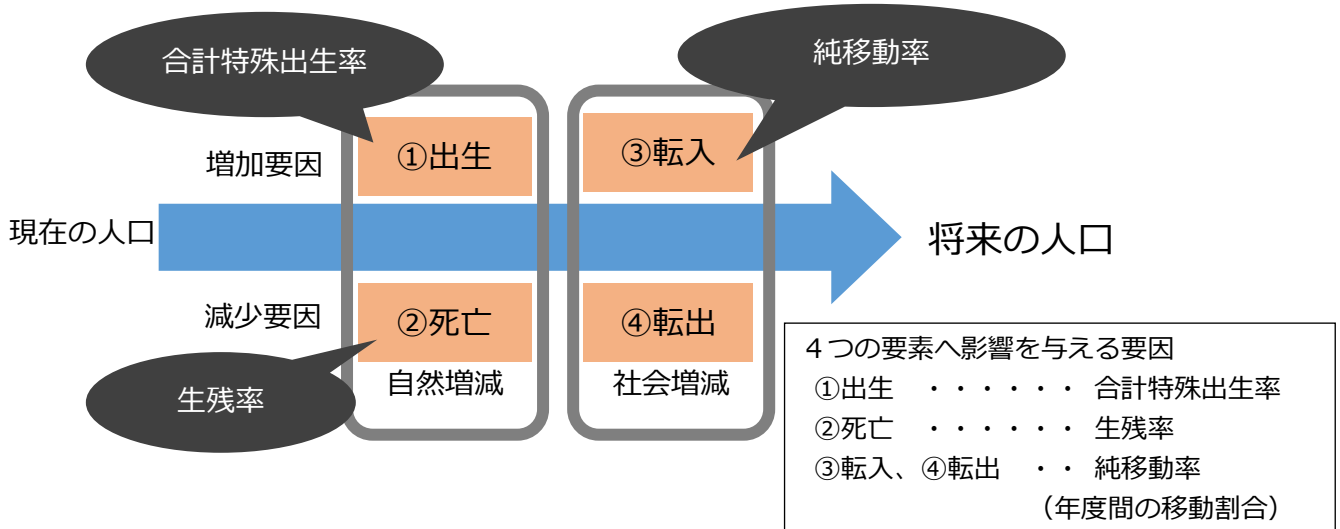 合計特殊出生率
純移動率
増加要因
①出生
③転入
現在の人口
将来の人口
減少要因
②死亡
④転出
生残率
自然増減
社会増減
４つの要素へ影響を与える要因
①出生　・・・・・・ 合計特殊出生率
②死亡　・・・・・・ 生残率
③転入、④転出　・・ 純移動率
（年度間の移動割合）